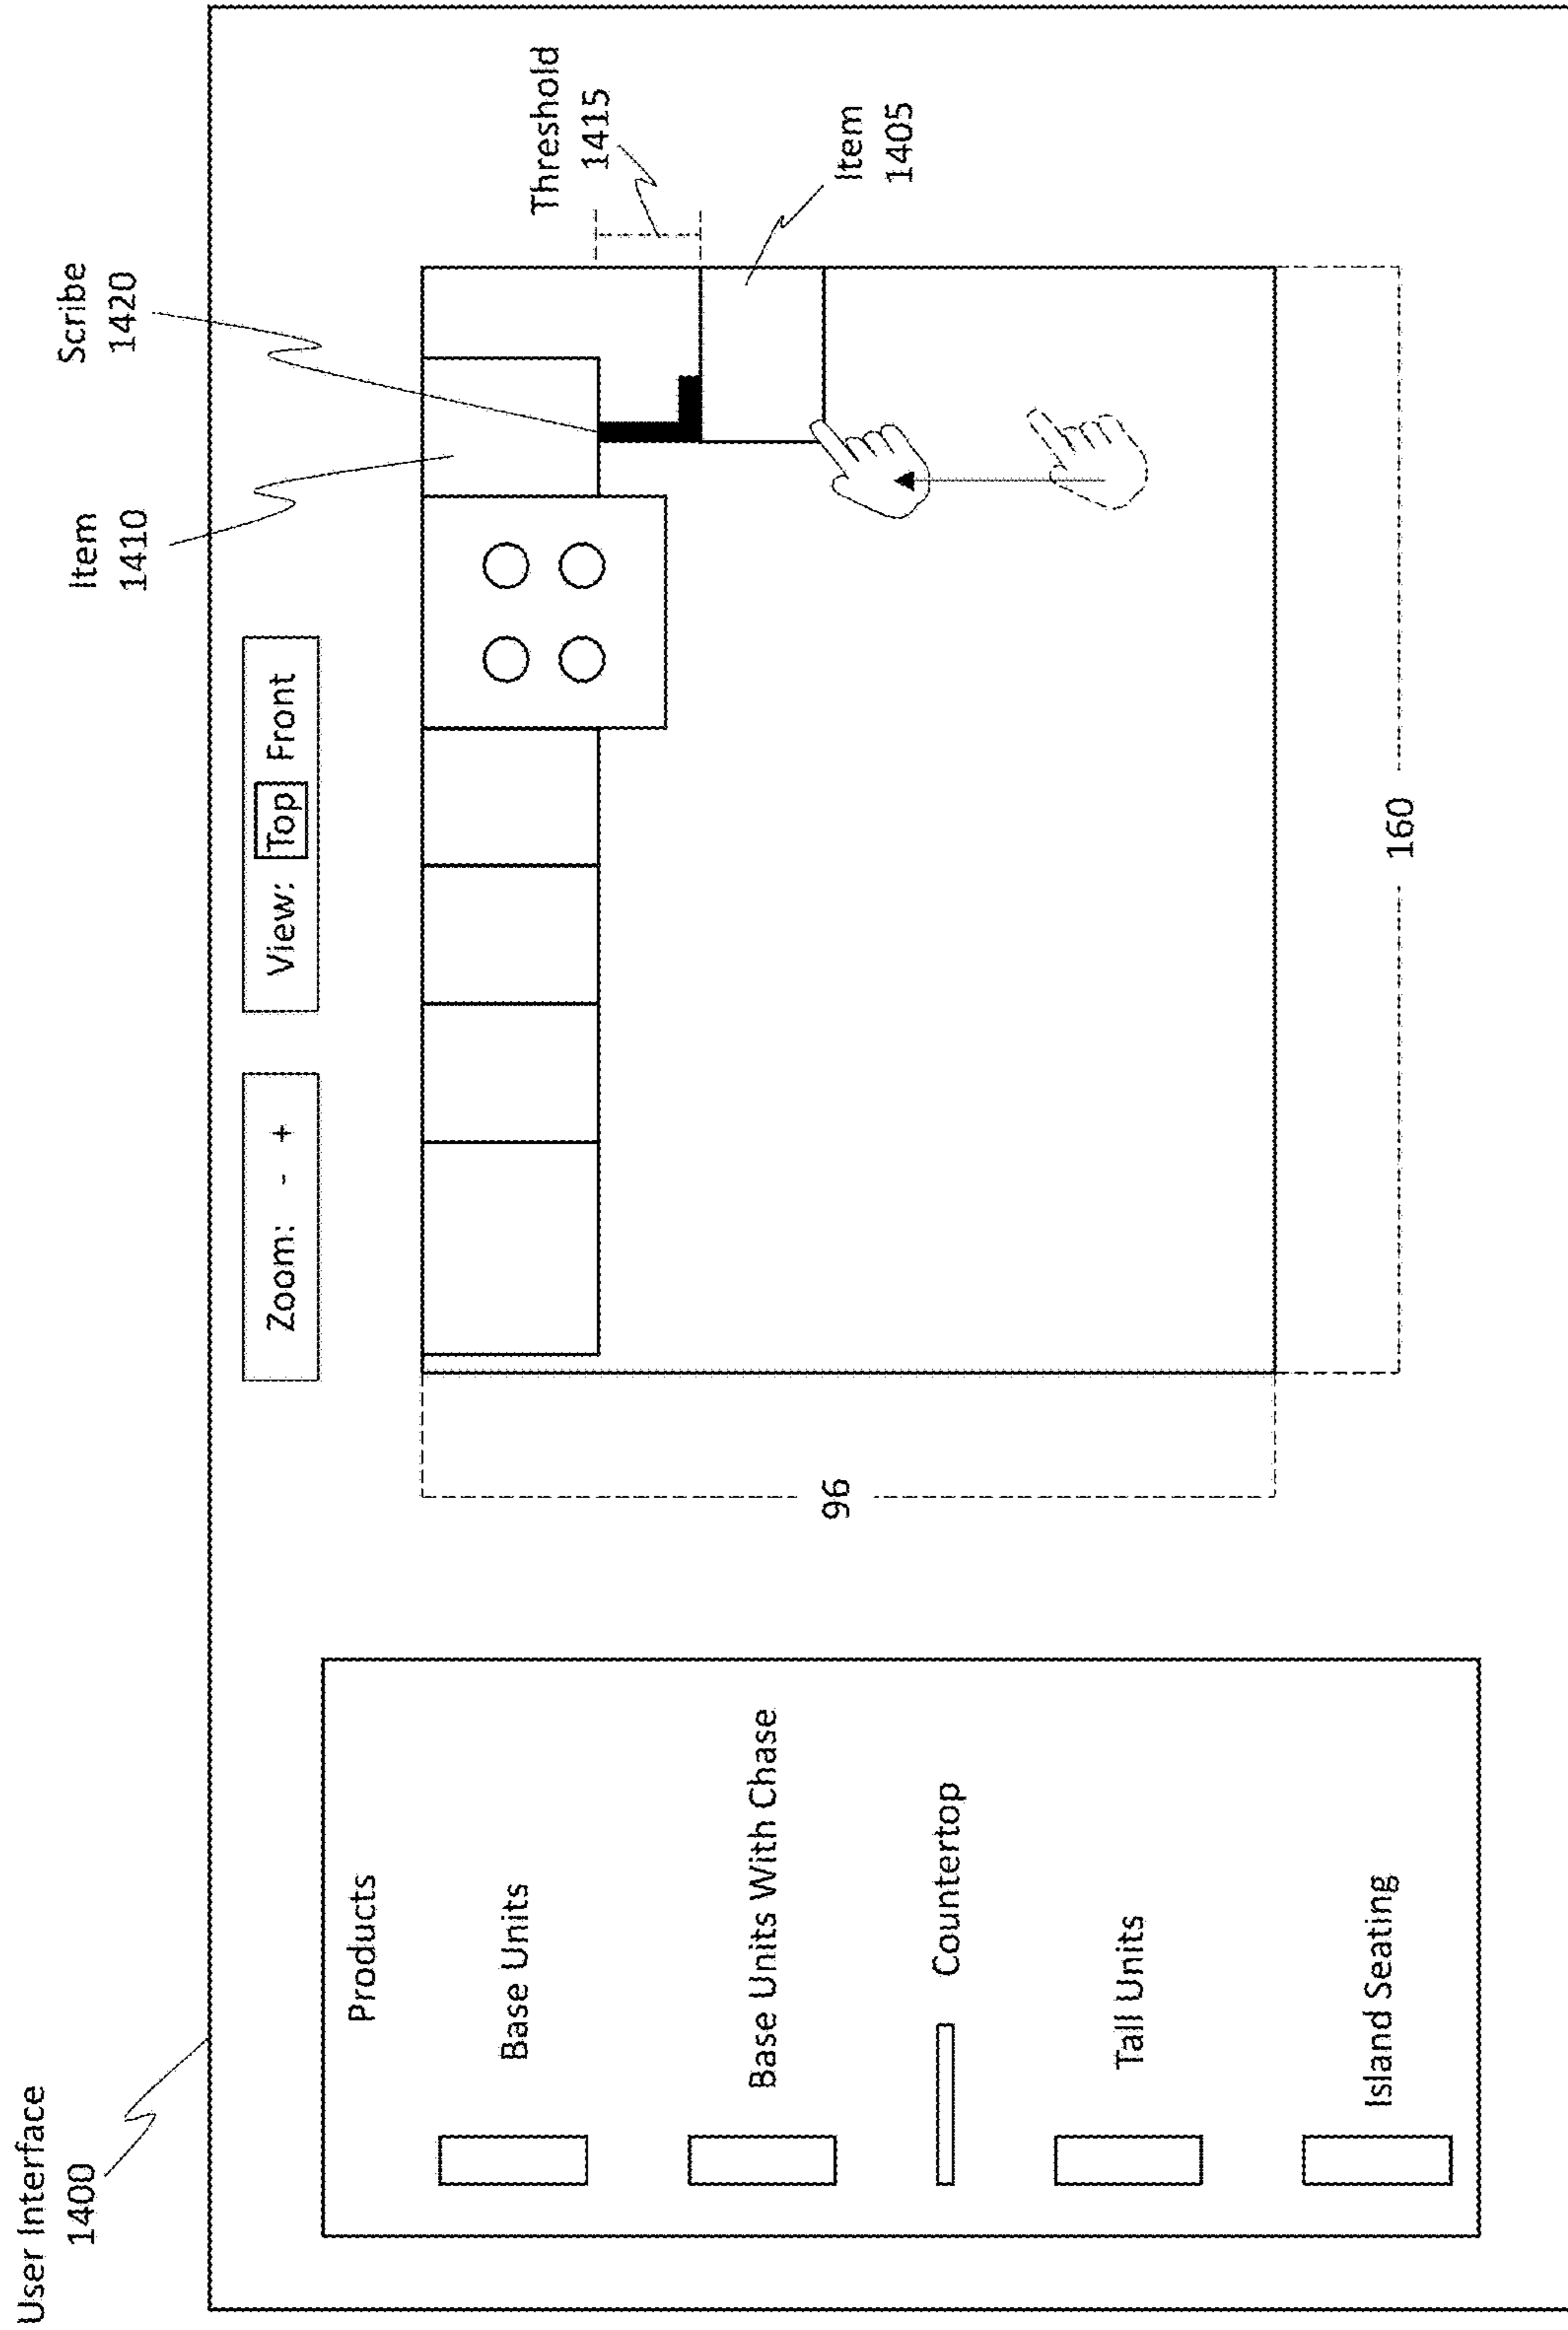 User Interface
1400
Products
Base Units
Base Units With Chase
Countertop
Tall Units
Island Seating
Zoom: - +
View: Top Front
Item
1410
Scribe
1420
Threshold
1415
Item
1405
96
160